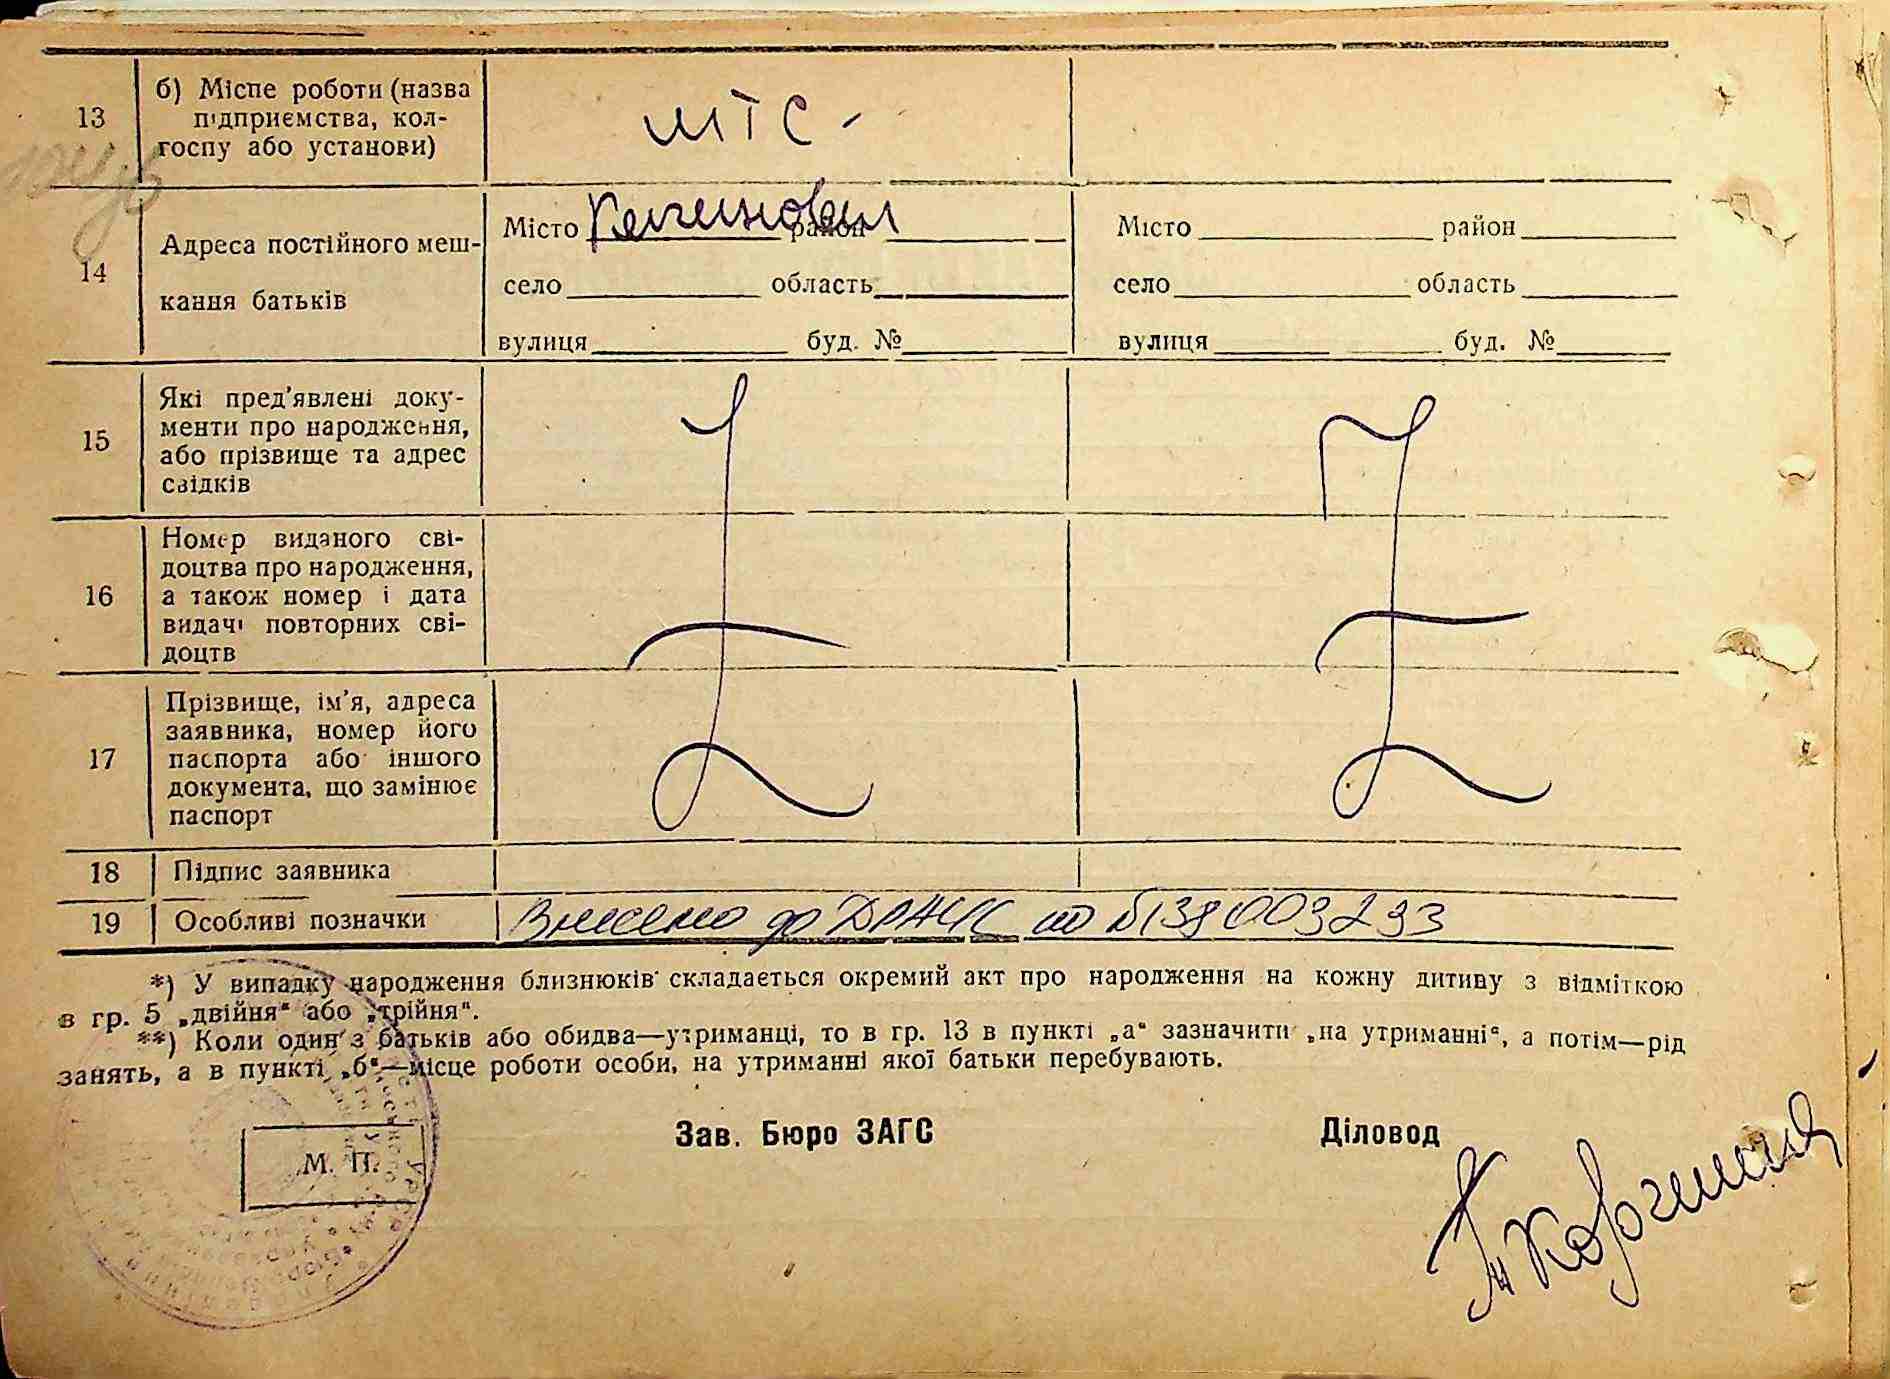 13
б) Місце роботи (назва
підприємства, кол-
госпу або установи)
МТС -
14
Адреса постійного меш-
кання батьків
Місто район
село область
вулиця буд. №
Місто район
село область
вулиця буд. №
15
Які пред'явлені доку-
менти про народження,
або прізвище та адрес
свідків
16
Номер виданого сві-
доцтва про народження,
а також номер і дата
видачі повторних сві-
доцтв
17
Прізвище, ім'я, адреса
заявника, номер його
паспорта або іншого
документа, що замінює
паспорт
18 Підпис заявника
19 Особливі позначки Внесено до ДРАЦС по №138003233
*) У випадку народження близнюків складається окремий акт про народження на кожну дитину з відміткою
в гр. 5 „двійня“ або „трійня“.
**) Коли один з батьків або обидва—утриманці, то в гр. 13 в пункті „а“ зазначити „на утриманні“, а потім—рід
занять, а в пункті „б“—місце роботи особи, на утриманні якої батьки перебувають.
Зав. Бюро ЗАГС Діловод
М. П.